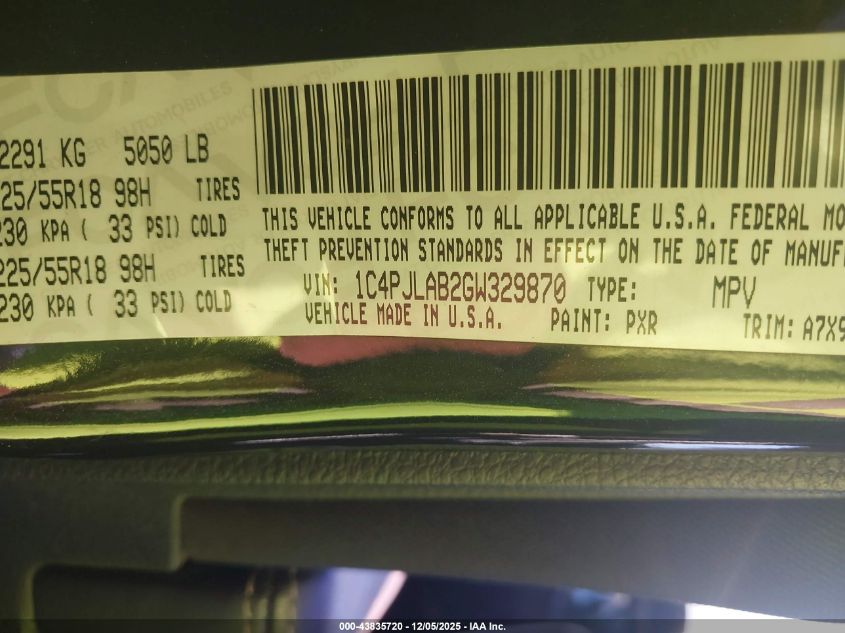 2291 KG 5050 LB
25/55R18 98H TIRES
230 KPA ( 33 PSI) COLD
225/55R18 98H TIRES
230 KPA ( 33 PSI) COLD
THIS VEHICLE CONFORMS TO ALL APPLICABLE U.S.A. FEDERAL MO
THEFT PREVENTION STANDARDS IN EFFECT ON THE DATE OF MANUF
VIN: 1C4PJLAB2GW329870 TYPE: MPV
VEHICLE MADE IN U.S.A. PAINT: PXR TRIM: A7X9
000-43835720 - 12/05/2025 - IAA Inc.